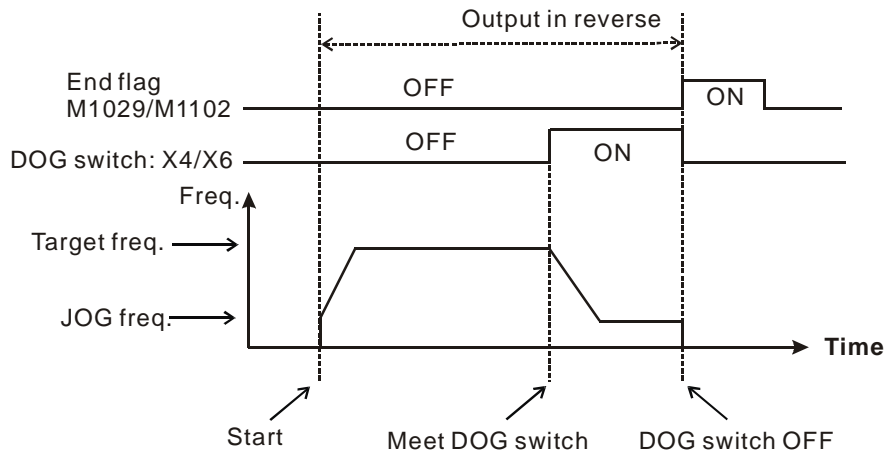 Output in reverse
End flag
M1029/M1102
OFF
ON
DOG switch: X4/X6
OFF
ON
Freq.
Target freq.
JOG freq.
Time
Start
Meet DOG switch
DOG switch OFF